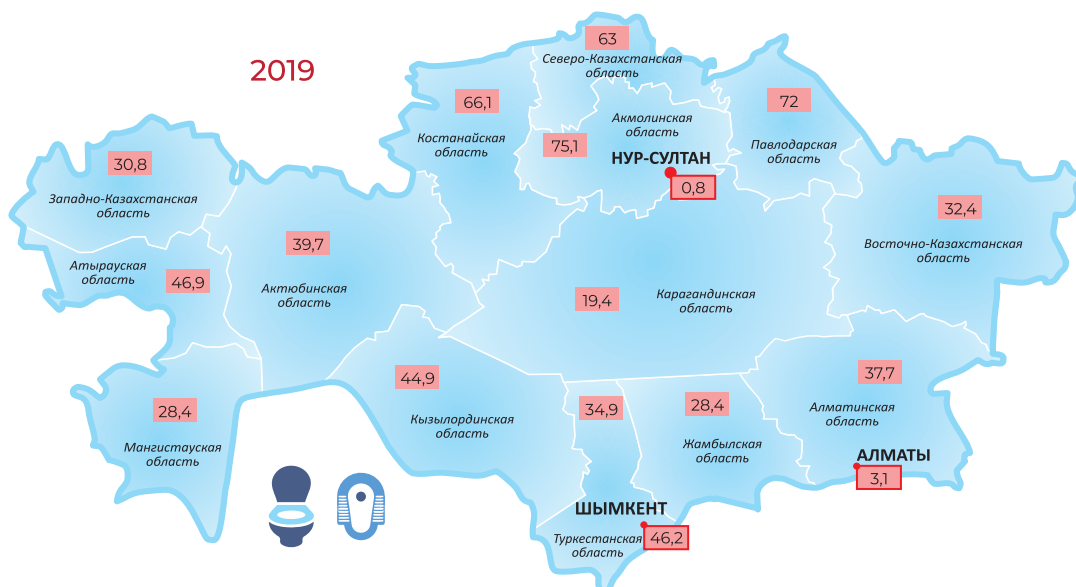 2019
63
Северо-Казахстанская
область
66,1
Костанайская
область
75,1
Акмолинская
область
НУР-СУЛТАН
0,8
72
Павлодарская
область
30,8
Западно-Казахстанская
область
Атырауская
область
46,9
39,7
Актюбинская
область
19,4
Карагандинская
область
32,4
Восточно-Казахстанская
область
28,4
Мангистауская
область
44,9
Кызылординская
область
34,9
ШЫМКЕНТ
Туркестанская
область
46,2
28,4
Жамбылская
область
37,7
Алматинская
область
АЛМАТЫ
3,1